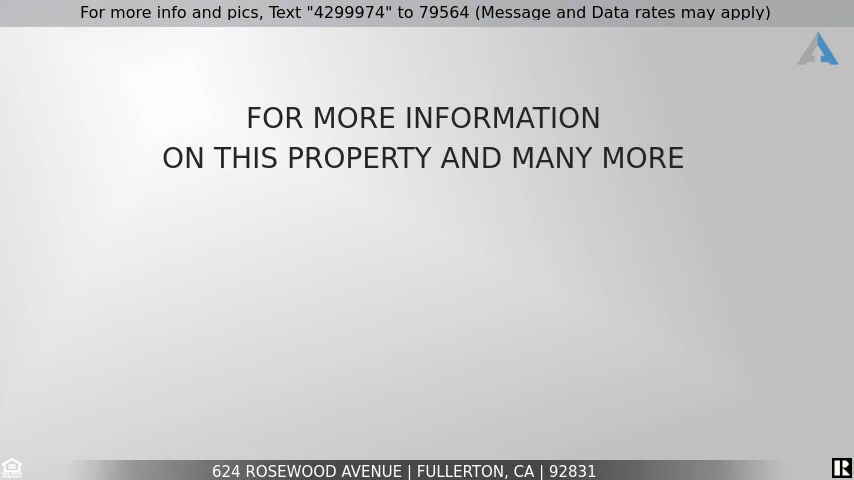 For more info and pics, Text "4299974" to 79564 (Message and Data rates may apply)
FOR MORE INFORMATION
ON THIS PROPERTY AND MANY MORE
624 ROSEWOOD AVENUE | FULLERTON, CA | 92831